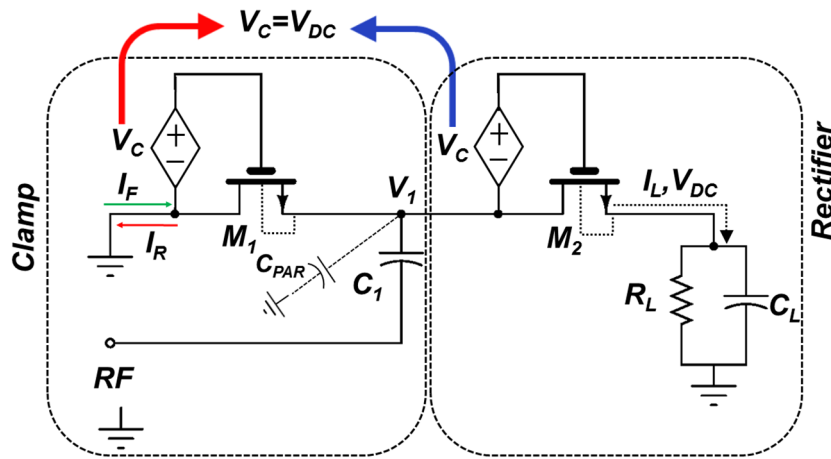 V_C=V_DC
V_C
V_C
I_F
I_R
M_1
V_1
I_L,V_DC
M_2
C_PAR
C_1
R_L
C_L
RF
Clamp
Rectifier